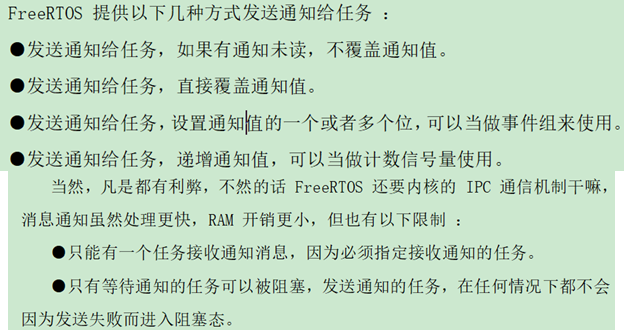 FreeRTOS 提供以下几种方式发送通知给任务 ：
●发送通知给任务，如果有通知未读，不覆盖通知值。
●发送通知给任务，直接覆盖通知值。
●发送通知给任务，设置通知值的一个或者多个位，可以当做事件组来使用。
●发送通知给任务，递增通知值，可以当做计数信号量使用。
当然，凡是都有利弊，不然的话 FreeRTOS 还要内核的 IPC 通信机制干嘛，
消息通知虽然处理更快，RAM 开销更小，但也有以下限制 ：
●只能有一个任务接收通知消息，因为必须指定接收通知的任务。
●只有等待通知的任务可以被阻塞，发送通知的任务，在任何情况下都不会
因为发送失败而进入阻塞态。